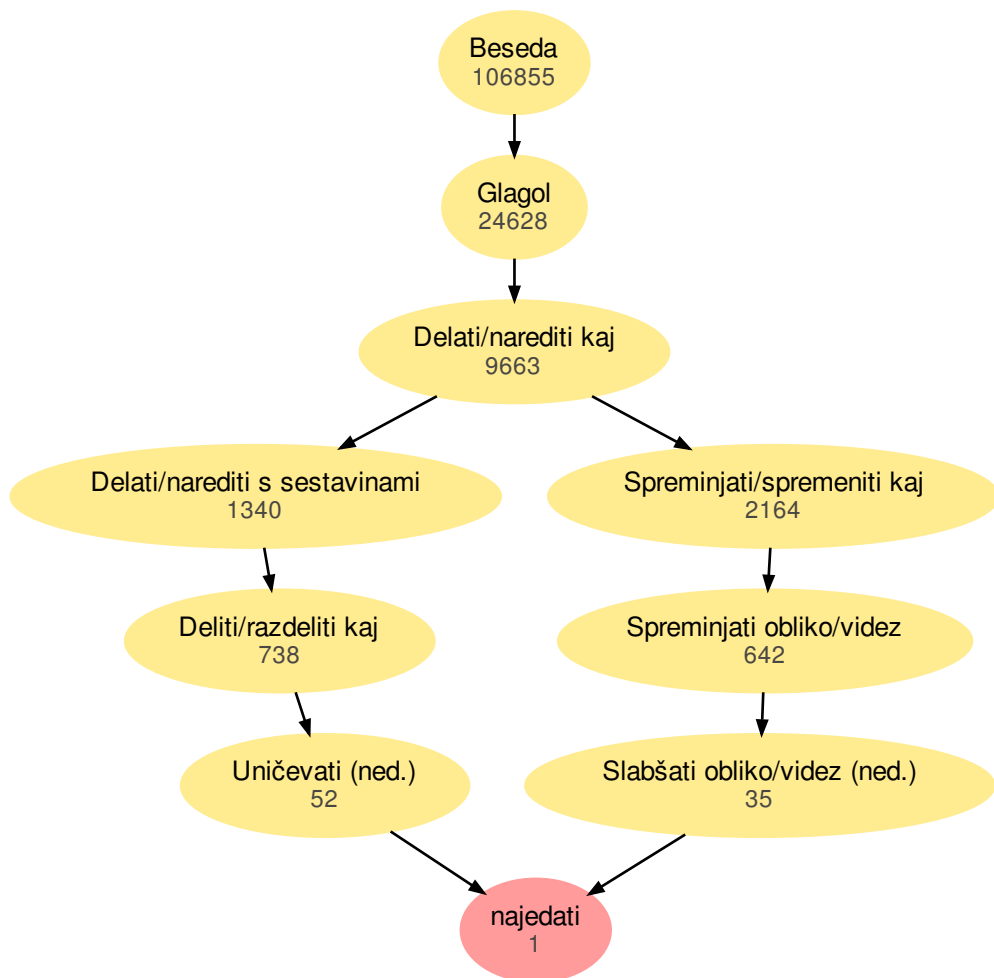 Beseda
106855
Glagol
24628
Delati/narediti kaj
9663
Delati/narediti s sestavinami
1340
Spreminjati/spremeniti kaj
2164
Deliti/razdeliti kaj
738
Spreminjati obliko/videz
642
Uničevati (ned.)
52
Slabšati obliko/videz (ned.)
35
najedati
1